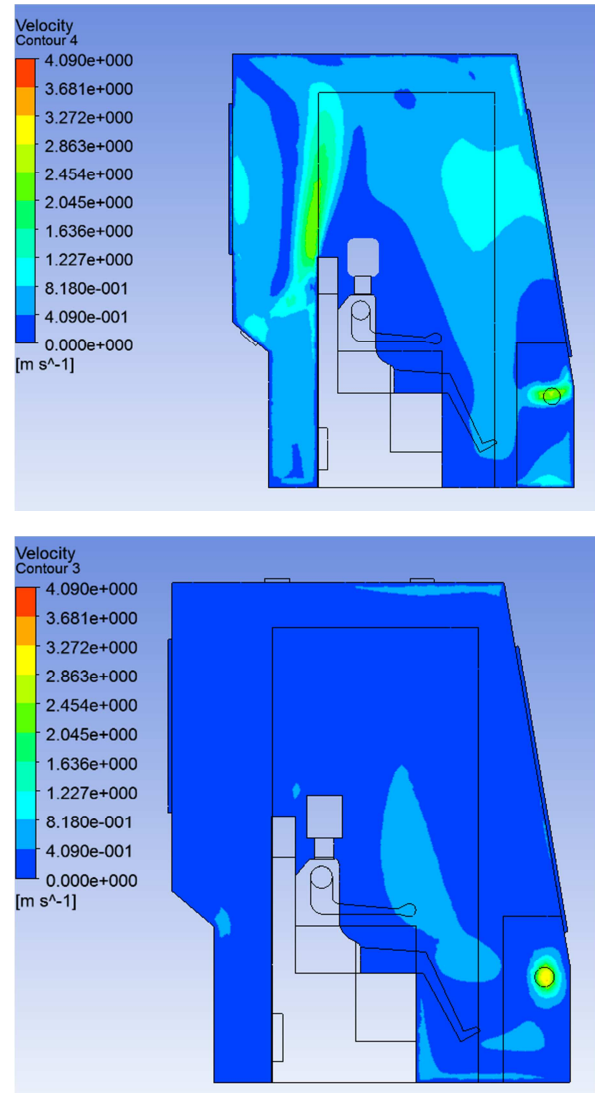 Velocity
Contour 4
4.090e+000
3.681e+000
3.272e+000
2.863e+000
2.454e+000
2.045e+000
1.636e+000
1.227e+000
8.180e-001
4.090e-001
0.000e+000
[m s^-1]
Velocity
Contour 3
4.090e+000
3.681e+000
3.272e+000
2.863e+000
2.454e+000
2.045e+000
1.636e+000
1.227e+000
8.180e-001
4.090e-001
0.000e+000
[m s^-1]